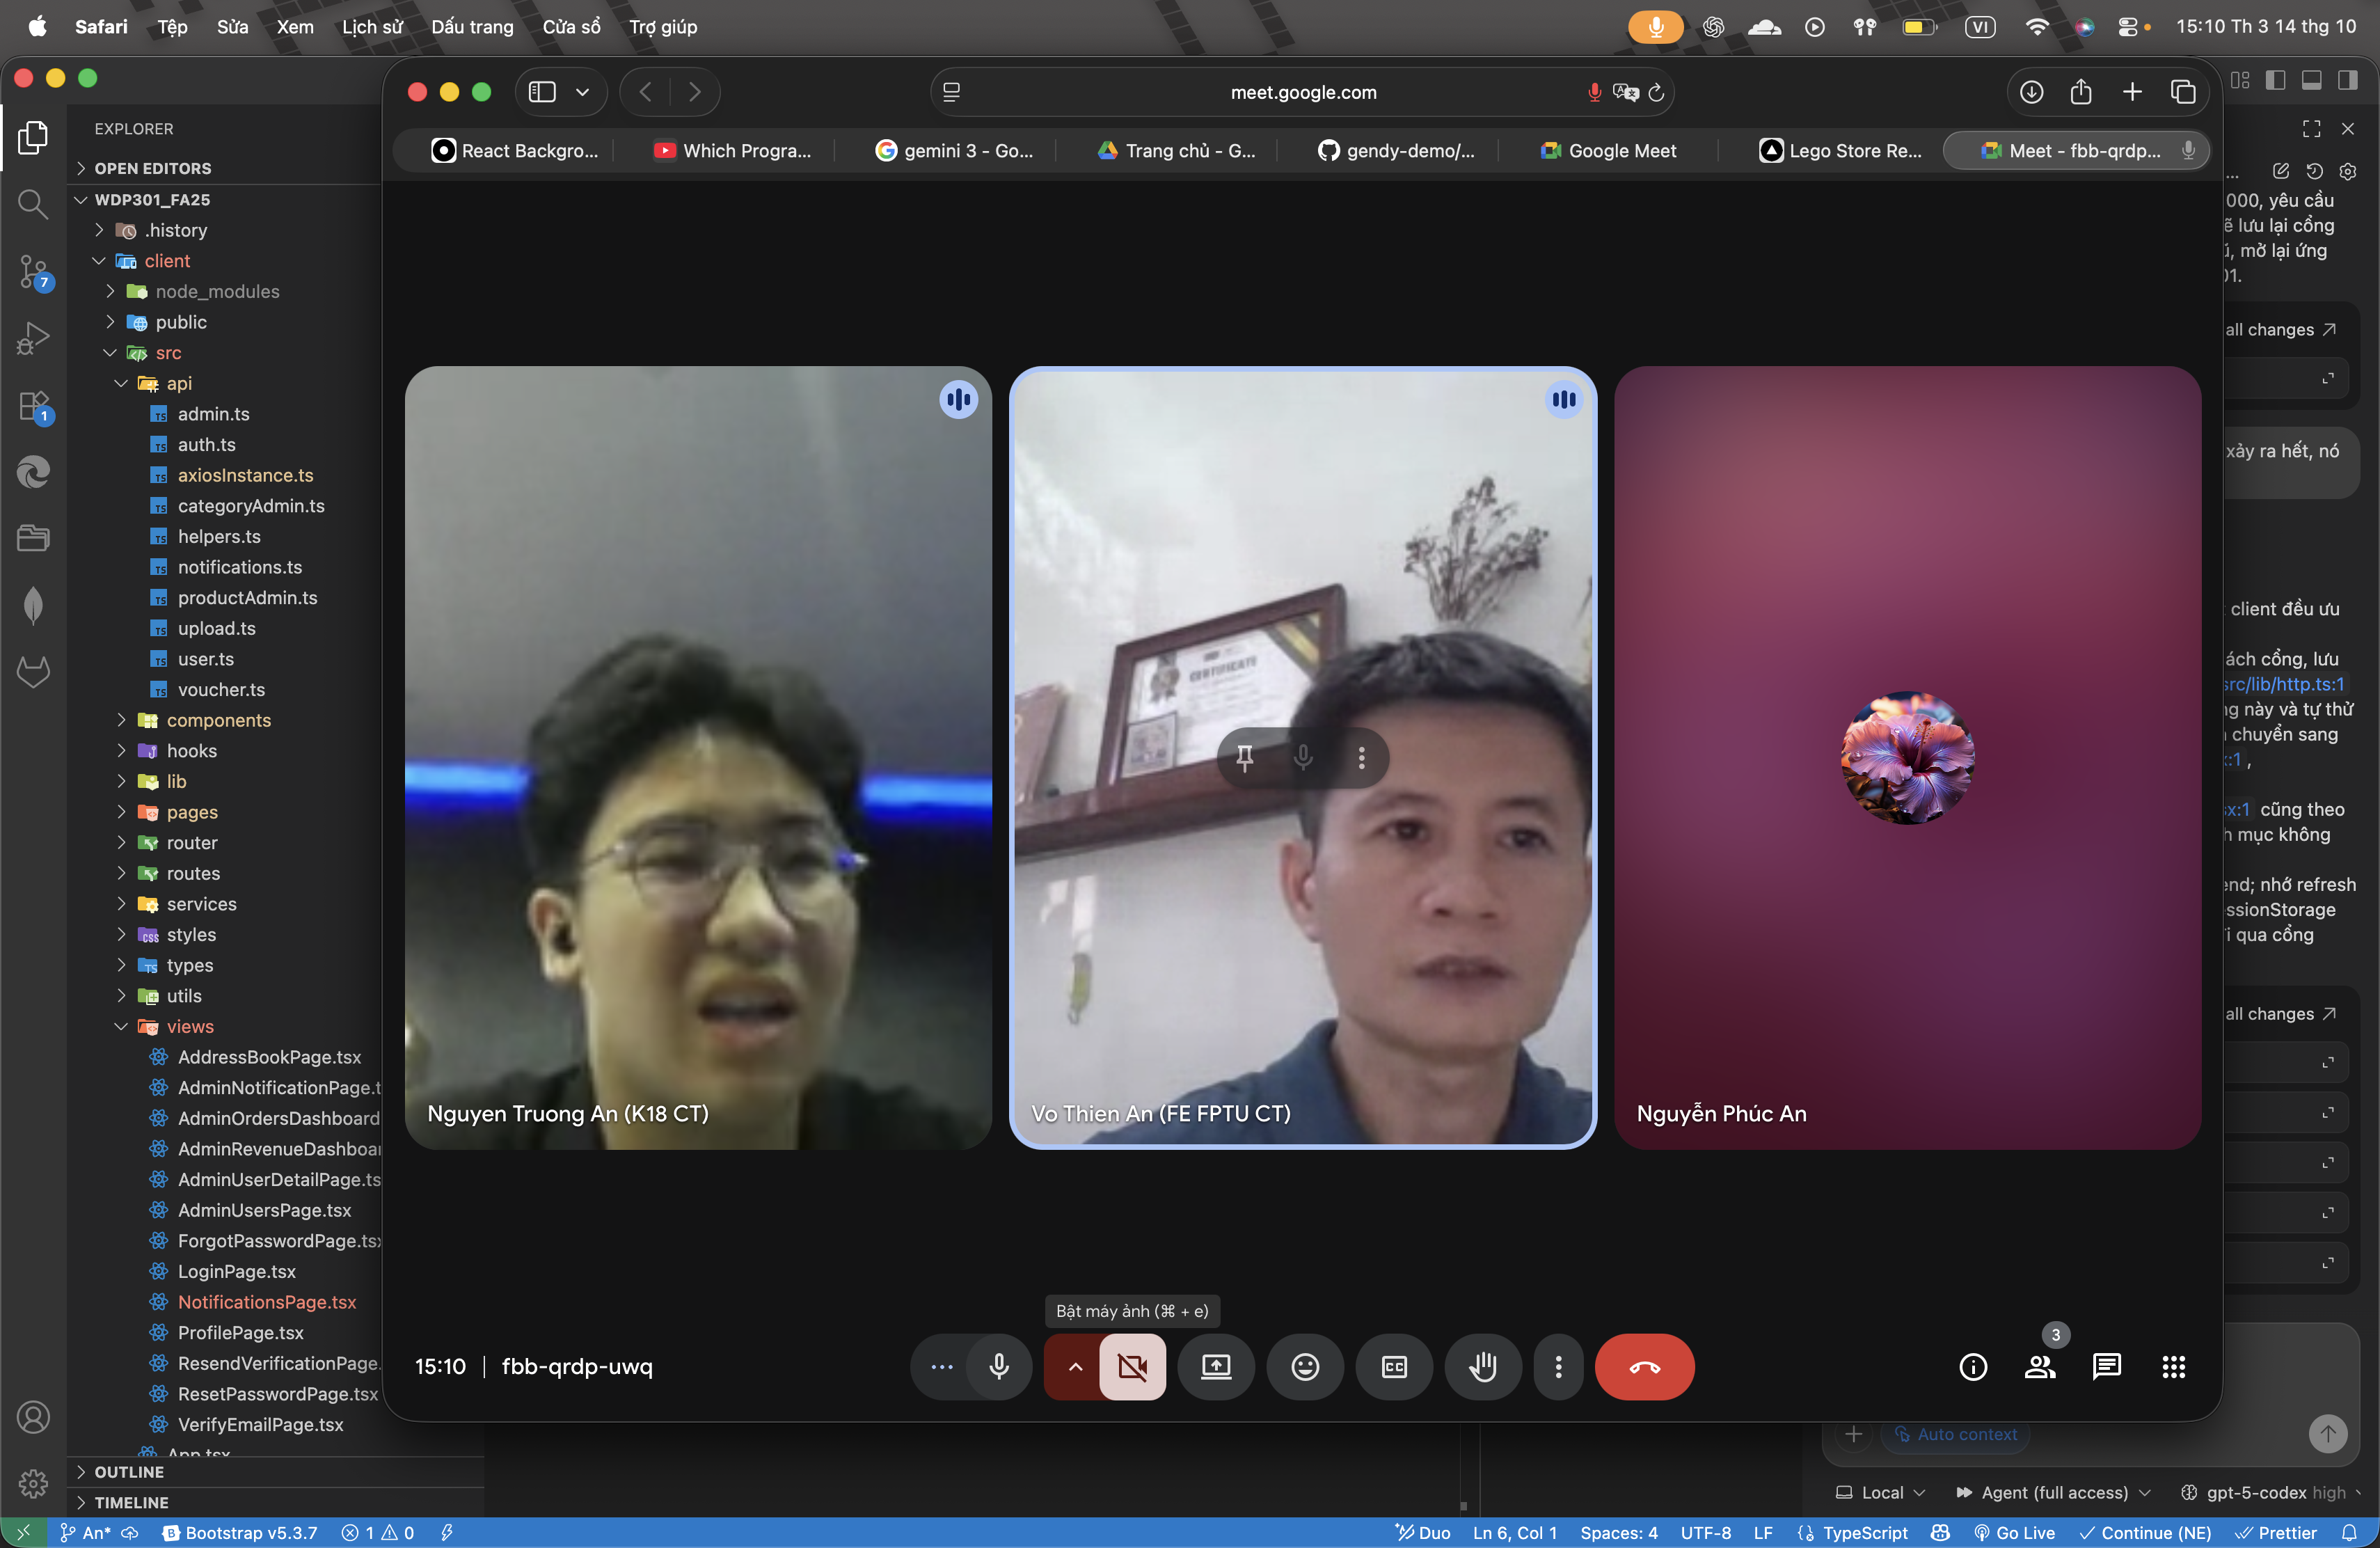 Safari Tệp Sửa Xem Lịch sử Dấu trang Cửa sổ Trợ giúp
VI 15:10 Th 3 14 thg 10
meet.google.com
React Backgro... Which Progra... gemini 3 - Go... Trang chủ - G... gendy-demo/... Google Meet Lego Store Re... Meet - fbb-qrdp...
EXPLORER
OPEN EDITORS
WDP301_FA25
.history
client
node_modules
public
src
api
admin.ts
auth.ts
axiosInstance.ts
categoryAdmin.ts
helpers.ts
notifications.ts
productAdmin.ts
upload.ts
user.ts
voucher.ts
components
hooks
lib
pages
router
routes
services
styles
types
utils
views
AddressBookPage.tsx
AdminNotificationPage.t
AdminOrdersDashboard
AdminRevenueDashboar
AdminUserDetailPage.ts
AdminUsersPage.tsx
ForgotPasswordPage.tsx
LoginPage.tsx
NotificationsPage.tsx
ProfilePage.tsx
ResendVerificationPage.
ResetPasswordPage.tsx
VerifyEmailPage.tsx
App.tsx
OUTLINE
TIMELINE
7
1
CERTIFICATE
Nguyen Truong An (K18 CT)
Vo Thien An (FE FPTU CT)
Nguyễn Phúc An
Bật máy ảnh (⌘ + e)
15:10 | fbb-qrdp-uwq
3
...
000, yêu cầu
ẽ lưu lại cổng
mở lại ứng
01.
all changes
xảy ra hết, nó
client đều ưu
ách cổng, lưu
src/lib/http.ts:1
ng này và tự thử
chuyển sang
:1 ,
sx:1 cũng theo
h mục không
end; nhớ refresh
essionStorage
qua cổng
all changes
Auto context
Local Agent (full access) gpt-5-codex high
An* Bootstrap v5.3.7 1 0
Duo Ln 6, Col 1 Spaces: 4 UTF-8 LF TypeScript Go Live Continue (NE) Prettier